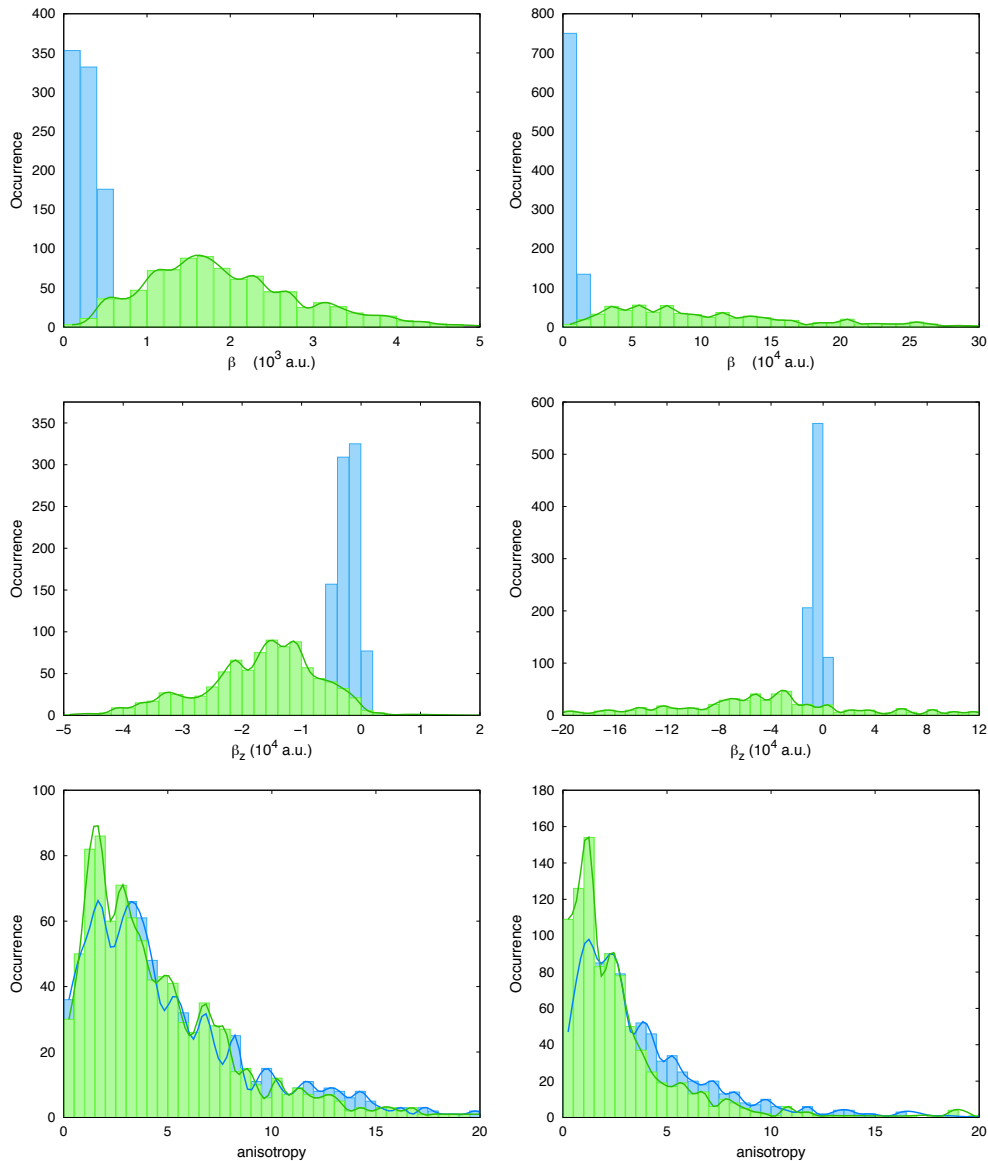 400
350
300
250
200
150
100
50
0
Occurrence
0 1 2 3 4 5
β (10³ a.u.)
800
700
600
500
400
300
200
100
0
Occurrence
0 5 10 15 20 25 30
β (10⁴ a.u.)
350
300
250
200
150
100
50
0
Occurrence
−5 −4 −3 −2 −1 0 1 2
β_z (10⁴ a.u.)
600
500
400
300
200
100
0
Occurrence
−20 −16 −12 −8 −4 0 4 8 12
β_z (10⁴ a.u.)
100
80
60
40
20
0
Occurrence
0 5 10 15 20
anisotropy
180
160
140
120
100
80
60
40
20
0
Occurrence
0 5 10 15 20
anisotropy